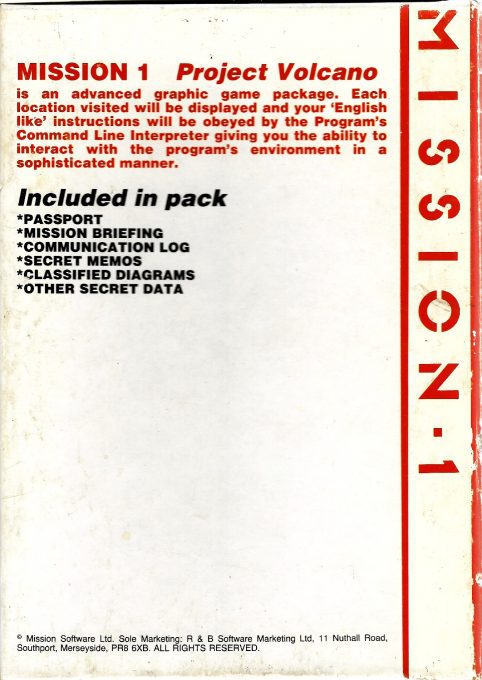 MISSION 1 Project Volcano
is an advanced graphic game package. Each
location visited will be displayed and your 'English
like' instructions will be obeyed by the Program's
Command Line Interpreter giving you the ability to
interact with the program's environment in a
sophisticated manner.
Included in pack
*PASSPORT
*MISSION BRIEFING
*COMMUNICATION LOG
*SECRET MEMOS
*CLASSIFIED DIAGRAMS
*OTHER SECRET DATA
© Mission Software Ltd. Sole Marketing: R & B Software Marketing Ltd, 11 Nuthall Road,
Southport, Merseyside, PR8 6XB. ALL RIGHTS RESERVED.
MISSION·1